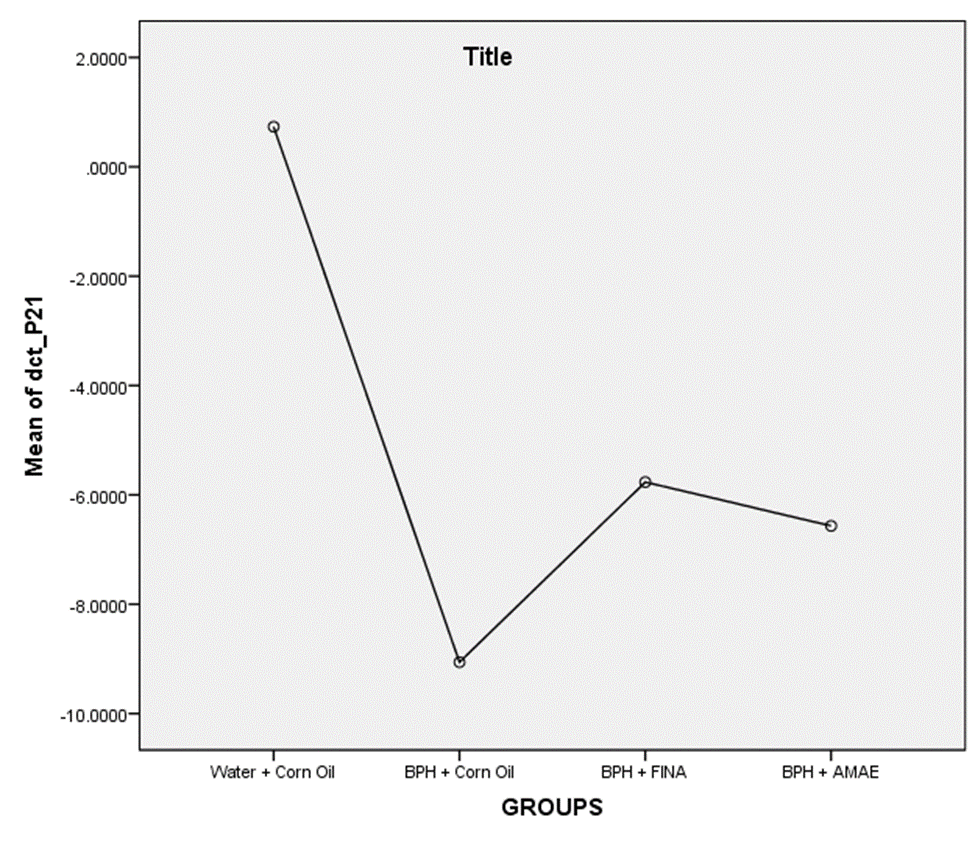 Title
2.0000
.0000
-2.0000
-4.0000
-6.0000
-8.0000
-10.0000
Mean of dct_P21
Water + Corn Oil
BPH + Corn Oil
BPH + FINA
BPH + AMAE
GROUPS